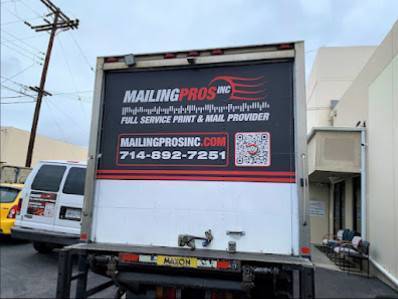 MAILINGPROS INC
FULL SERVICE PRINT & MAIL PROVIDER
MAILINGPROSINC.COM
714-892-7251
MAXON